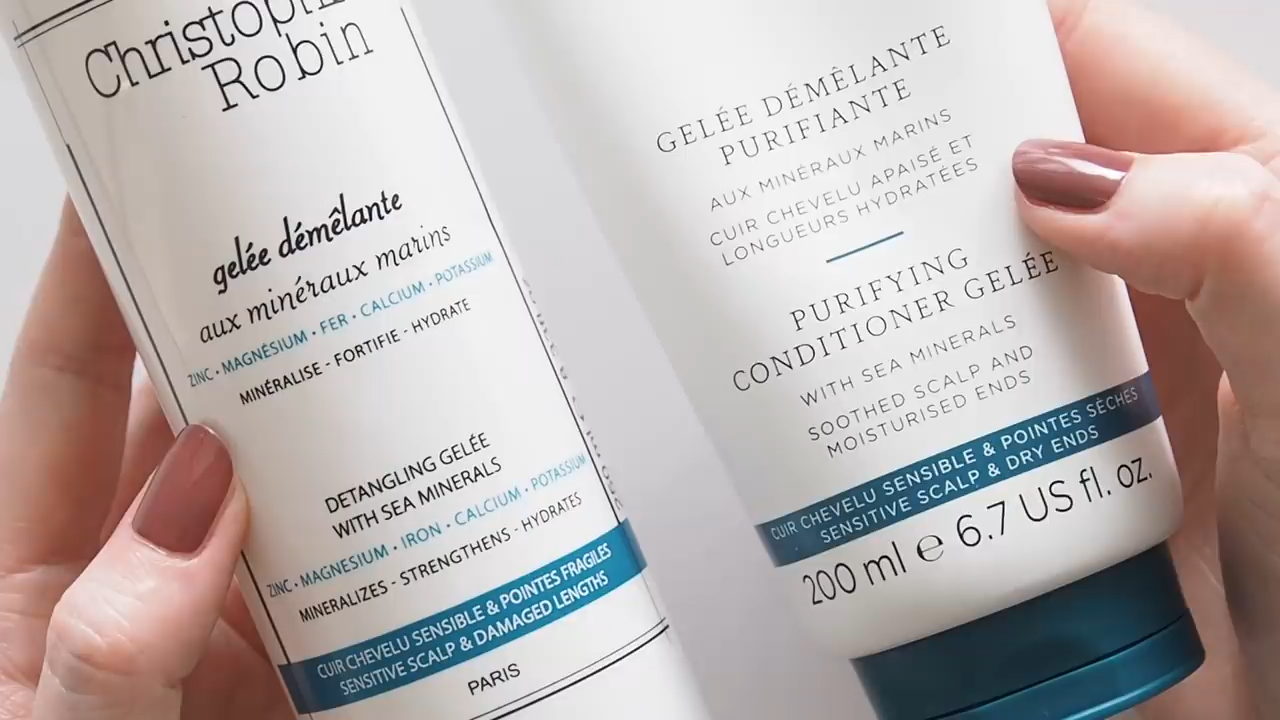 Robin
gelée démêlante
aux minéraux marins
ZINC • MAGNÉSIUM • FER • CALCIUM • POTASSIUM
MINÉRALISE - FORTIFIE - HYDRATE
DETANGLING GELÉE
WITH SEA MINERALS
ZINC • MAGNESIUM • IRON • CALCIUM • POTASSIUM
MINERALIZES - STRENGTHENS - HYDRATES
CUIR CHEVELU SENSIBLE & POINTES FRAGILES
SENSITIVE SCALP & DAMAGED LENGTHS
PARIS
GELÉE DÉMÊLANTE
PURIFIANTE
AUX MINÉRAUX MARINS
CUIR CHEVELU APAISÉ ET
LONGUEURS HYDRATÉES
PURIFYING
CONDITIONER GELÉE
WITH SEA MINERALS
SOOTHED SCALP AND
MOISTURISED ENDS
CUIR CHEVELU SENSIBLE & POINTES SÈCHES
SENSITIVE SCALP & DRY ENDS
200 ml e 6.7 US fl. oz.